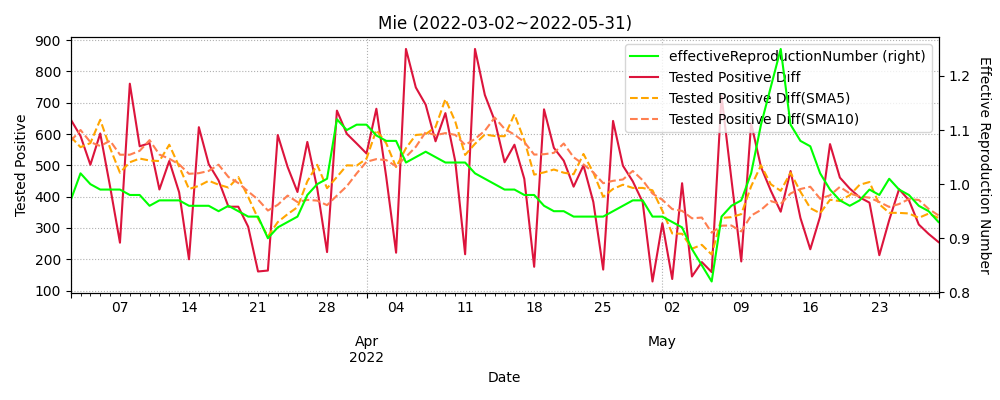 Mie (2022-03-02~2022-05-31)
effectiveReproductionNumber (right)
Tested Positive Diff
Tested Positive Diff(SMA5)
Tested Positive Diff(SMA10)
Tested Positive
900
800
700
600
500
400
300
200
100
Effective Reproduction Number
1.2
1.1
1.0
0.9
0.8
07 14 21 28 04 11 18 25 02 09 16 23
Apr May
2022
Date